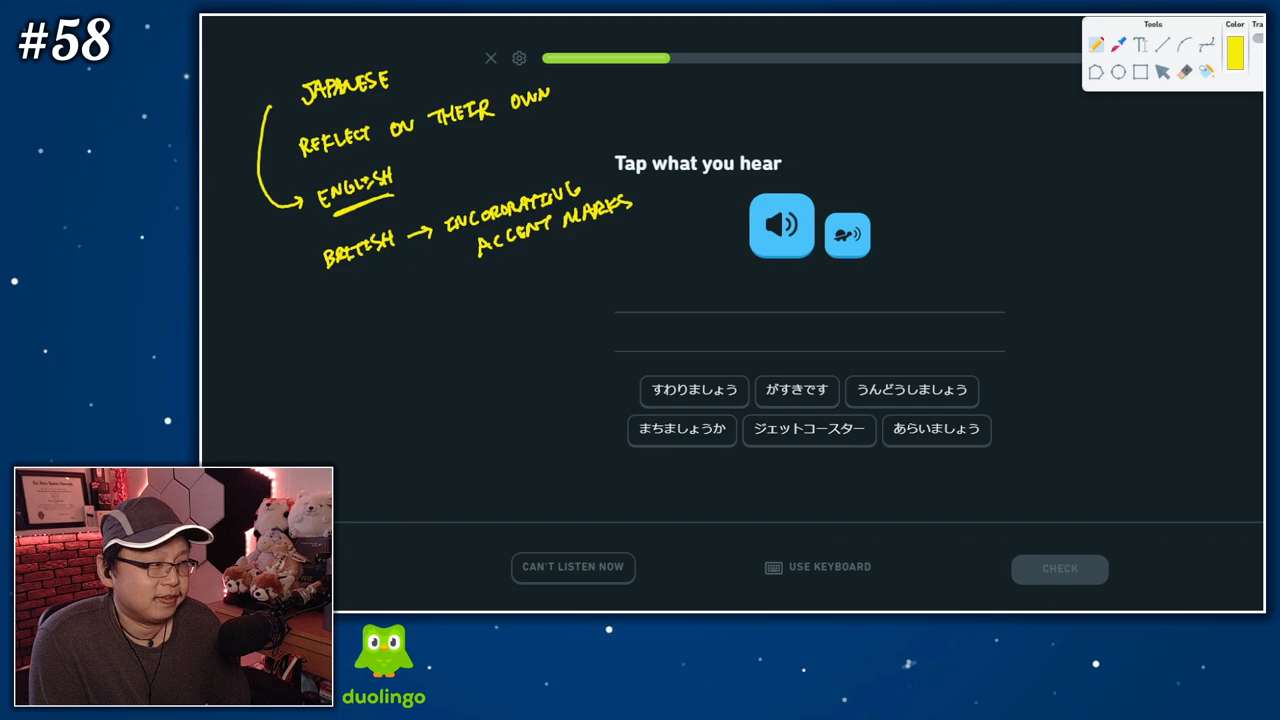 #58
Tools
Color
Tra
JAPANESE
REFLECT ON THEIR OWN
ENGLISH
BRITISH → INCORORATING
ACCENT MARKS
Tap what you hear
すわりましょう がすきです うんどうしましょう
まちましょうか ジェットコースター あらいましょう
CAN'T LISTEN NOW
USE KEYBOARD
CHECK
duolingo